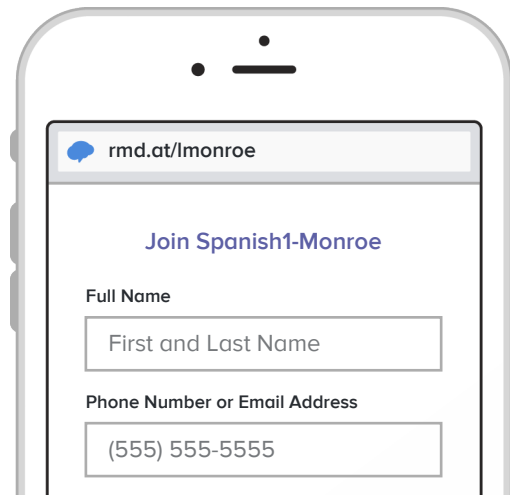 rmd.at/lmonroe
Join Spanish1-Monroe
Full Name
First and Last Name
Phone Number or Email Address
(555) 555-5555